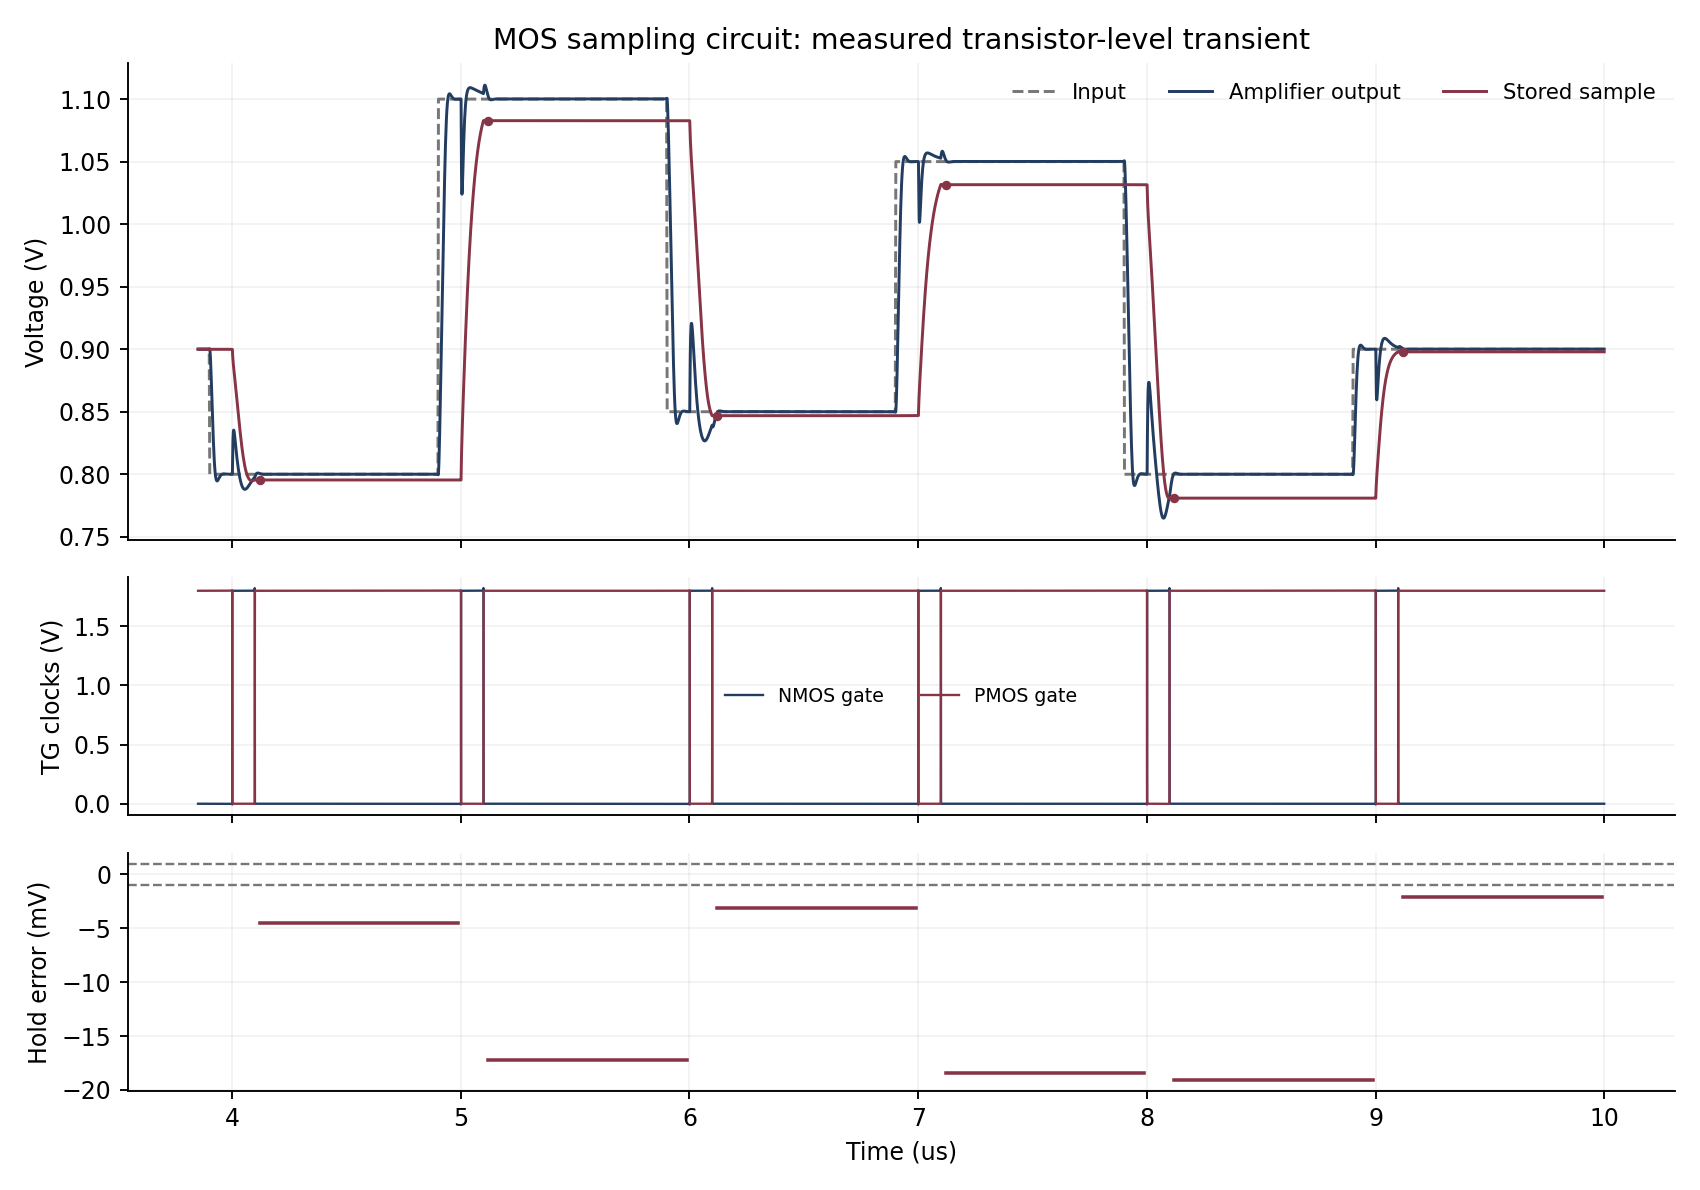 MOS sampling circuit: measured transistor-level transient
Input
Amplifier output
Stored sample
Voltage (V)
1.10
1.05
1.00
0.95
0.90
0.85
0.80
0.75
TG clocks (V)
1.5
1.0
0.5
0.0
NMOS gate
PMOS gate
Hold error (mV)
0
−5
−10
−15
−20
4
5
6
7
8
9
10
Time (us)